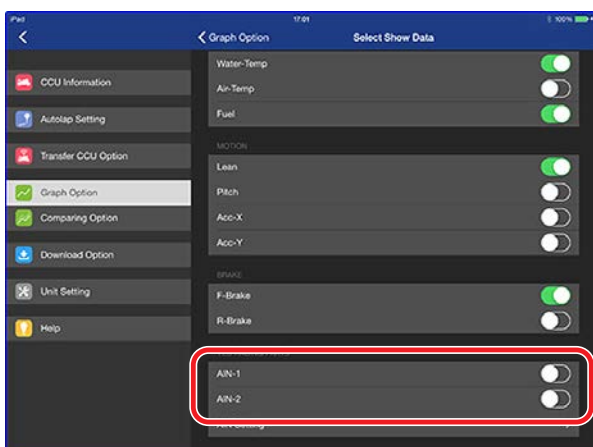 iPad 17:01 100%
Graph Option Select Show Data
Water-Temp
CCU Information
Air-Temp
Autolap Setting
Fuel
MOTION
Transfer CCU Option
Lean
Graph Option
Pitch
Comparing Option
Acc-X
Acc-Y
Download Option
BRAKE
Unit Setting
F-Brake
R-Brake
Help
AIN-1
AIN-2